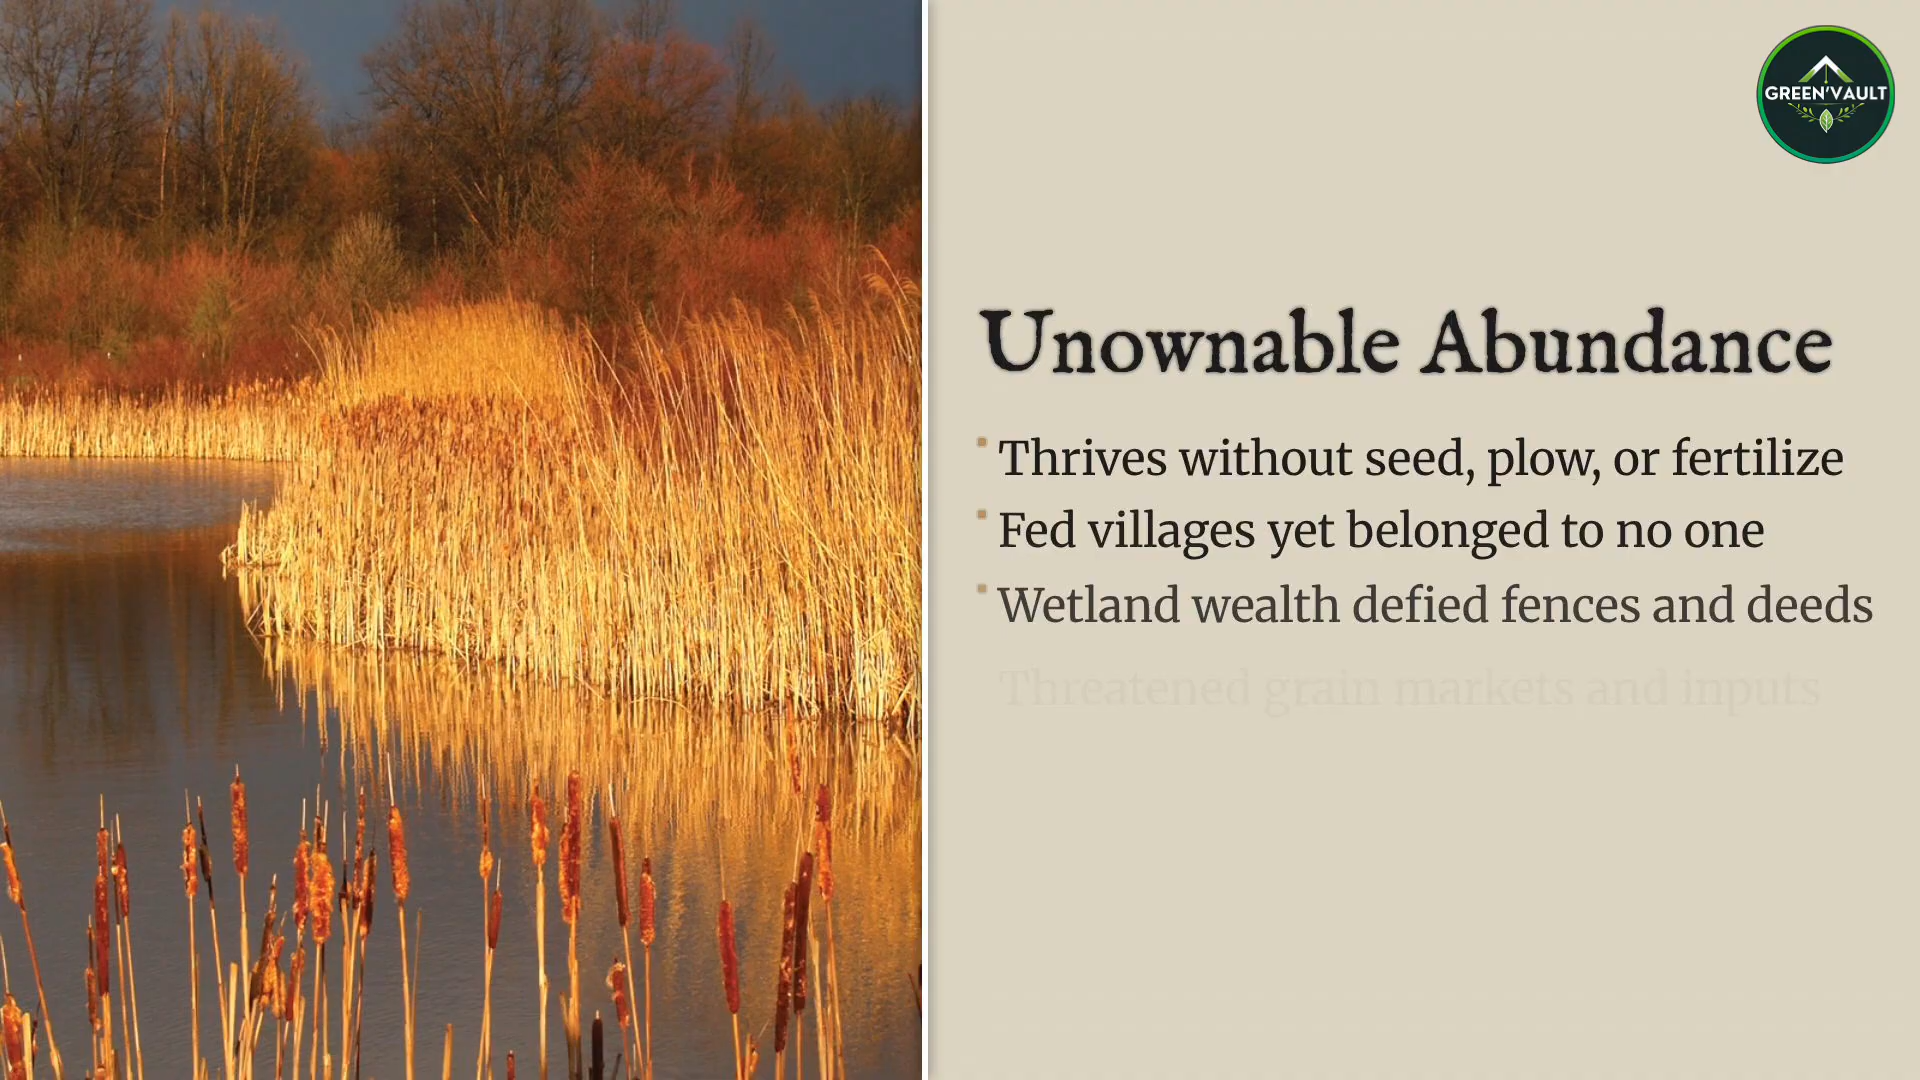 GREEN'VAULT
Unownable Abundance
Thrives without seed, plow, or fertilize
Fed villages yet belonged to no one
Wetland wealth defied fences and deeds
Threatened grain markets and inputs